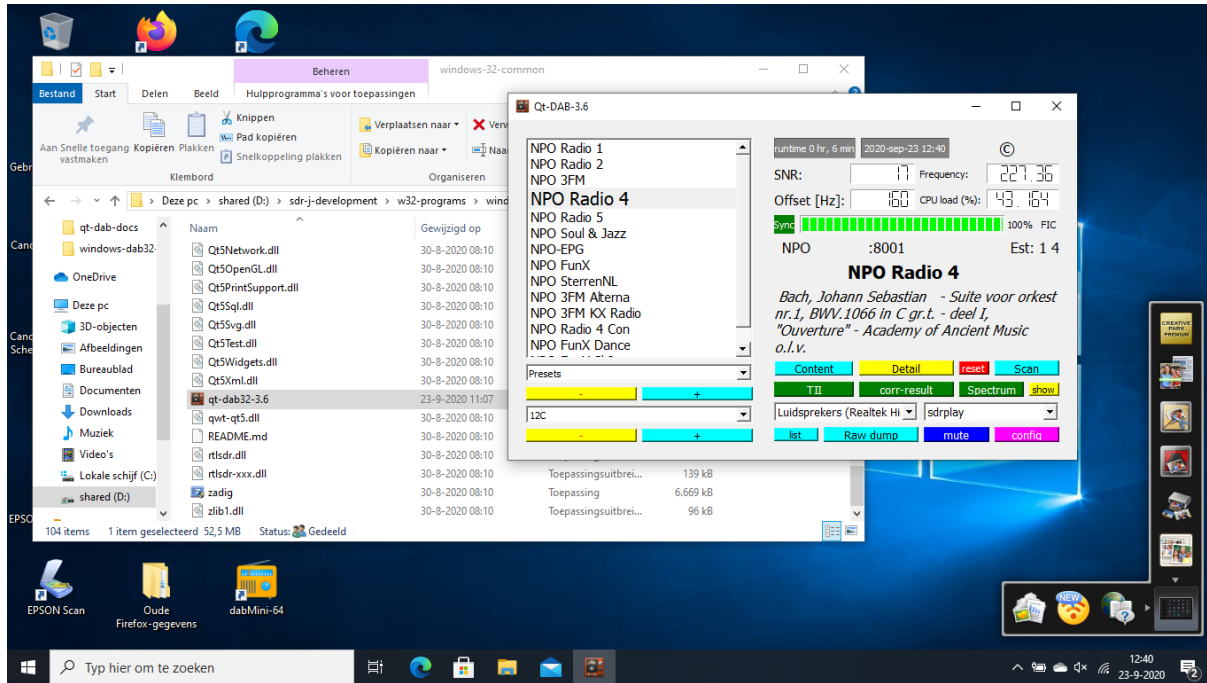 Beheren
windows-32-common
Bestand
Start
Delen
Beeld
Hulpprogramma's voor toepassingen
Aan Snelle toegang
vastmaken
Kopiëren
Plakken
Knippen
Pad kopiëren
Snelkoppeling plakken
Klembord
Verplaatsen naar
Kopiëren naar
Verw
Naa
Organiseren
Deze pc > shared (D:) > sdr-j-development > w32-programs > wind
qt-dab-docs
windows-dab32-
OneDrive
Deze pc
3D-objecten
Afbeeldingen
Bureaublad
Documenten
Downloads
Muziek
Video's
Lokale schijf (C:)
shared (D:)
Naam
Gewijzigd op
Qt5Network.dll 30-8-2020 08:10
Qt5OpenGL.dll 30-8-2020 08:10
Qt5PrintSupport.dll 30-8-2020 08:10
Qt5Sql.dll 30-8-2020 08:10
Qt5Svg.dll 30-8-2020 08:10
Qt5Test.dll 30-8-2020 08:10
Qt5Widgets.dll 30-8-2020 08:10
Qt5Xml.dll 30-8-2020 08:10
qt-dab32-3.6 23-9-2020 11:07
qwt-qt5.dll 30-8-2020 08:10
README.md 30-8-2020 08:10
rtlsdr.dll 30-8-2020 08:10
rtlsdr-xxx.dll 30-8-2020 08:10 Toepassingsuitbrei... 139 kB
zadig 30-8-2020 08:10 Toepassing 6.669 kB
zlib1.dll 30-8-2020 08:10 Toepassingsuitbrei... 96 kB
104 items 1 item geselecteerd 52,5 MB Status: Gedeeld
Qt-DAB-3.6
NPO Radio 1
NPO Radio 2
NPO 3FM
NPO Radio 4
NPO Radio 5
NPO Soul & Jazz
NPO-EPG
NPO FunX
NPO SterrenNL
NPO 3FM Alterna
NPO 3FM KX Radio
NPO Radio 4 Con
NPO FunX Dance
Presets
- +
12C
- +
runtime 0 hr, 6 min 2020-sep-23 12:40 ©
SNR: 17 Frequency: 227.36
Offset [Hz]: 160 CPU load (%): 43.164
Sync 100% FIC
NPO :8001 Est: 1 4
NPO Radio 4
Bach, Johann Sebastian - Suite voor orkest
nr.1, BWV.1066 in C gr.t. - deel I,
"Ouverture" - Academy of Ancient Music
o.l.v.
Content Detail reset Scan
TII corr-result Spectrum show
Luidsprekers (Realtek Hi sdrplay
list Raw dump mute config
Gebr
Canc
Canc
Sche
EPSO
CREATIVE
PARK
PREMIUM
NEW
EPSON Scan
Oude
Firefox-gegevens
dabMini-64
Typ hier om te zoeken
12:40
23-9-2020
2